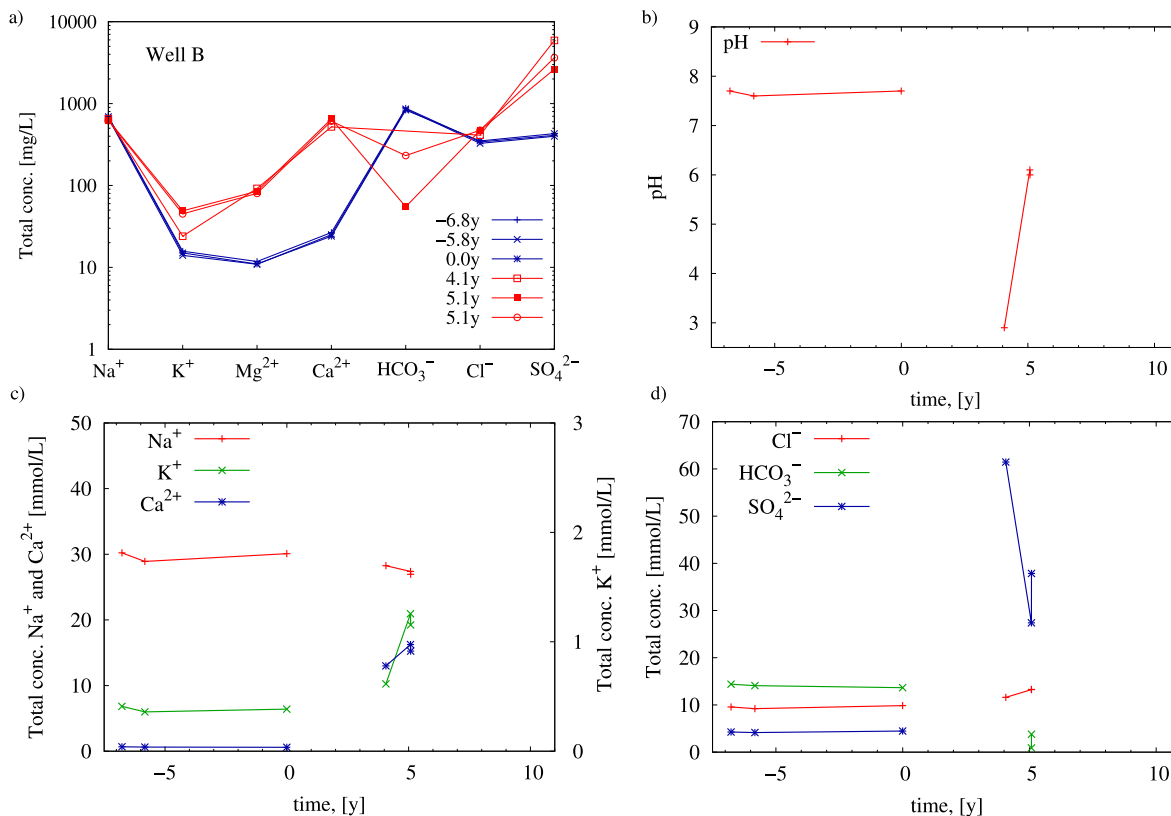 a)
10000
1000
100
10
1
Total conc. [mg/L]
Well B
−6.8y
−5.8y
0.0y
4.1y
5.1y
5.1y
Na⁺ K⁺ Mg²⁺ Ca²⁺ HCO₃⁻ Cl⁻ SO₄²⁻
b)
pH
9
8
7
6
5
4
3
pH
−5 0 5 10
time, [y]
c)
50
40
30
20
10
0
Total conc. Na⁺ and Ca²⁺ [mmol/L]
Na⁺
K⁺
Ca²⁺
3
2
1
0
Total conc. K⁺ [mmol/L]
−5 0 5 10
time, [y]
d)
70
60
50
40
30
20
10
0
Total conc. [mmol/L]
Cl⁻
HCO₃⁻
SO₄²⁻
−5 0 5 10
time, [y]